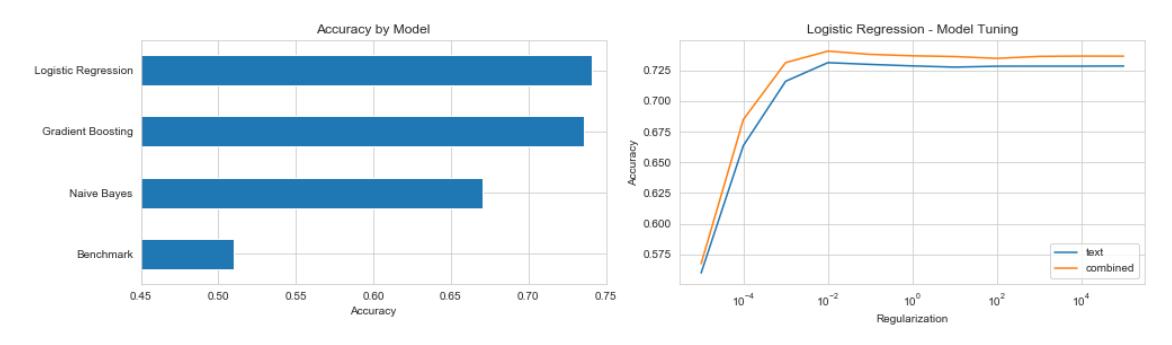 Accuracy by Model
Logistic Regression
Gradient Boosting
Naive Bayes
Benchmark
0.45 0.50 0.55 0.60 0.65 0.70 0.75
Accuracy
Logistic Regression - Model Tuning
Accuracy
0.725
0.700
0.675
0.650
0.625
0.600
0.575
text
combined
10⁻⁴ 10⁻² 10⁰ 10² 10⁴
Regularization